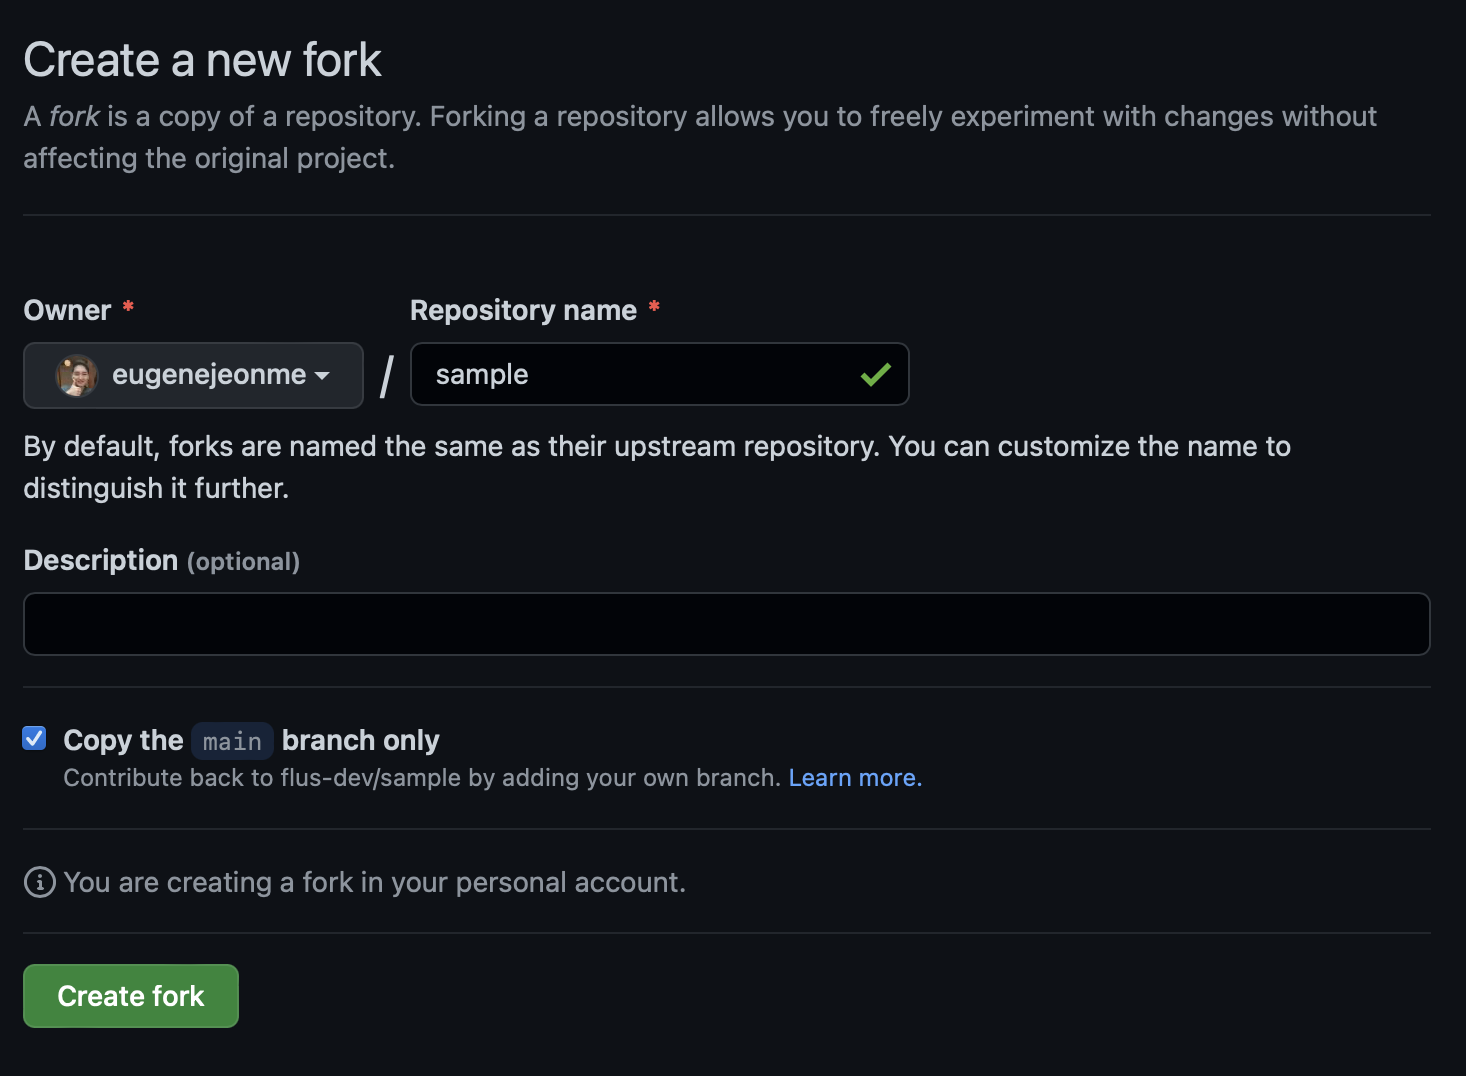 Create a new fork
A fork is a copy of a repository. Forking a repository allows you to freely experiment with changes without
affecting the original project.
Owner * Repository name *
eugenejeonme / sample
By default, forks are named the same as their upstream repository. You can customize the name to
distinguish it further.
Description (optional)
Copy the main branch only
Contribute back to flus-dev/sample by adding your own branch. Learn more.
You are creating a fork in your personal account.
Create fork